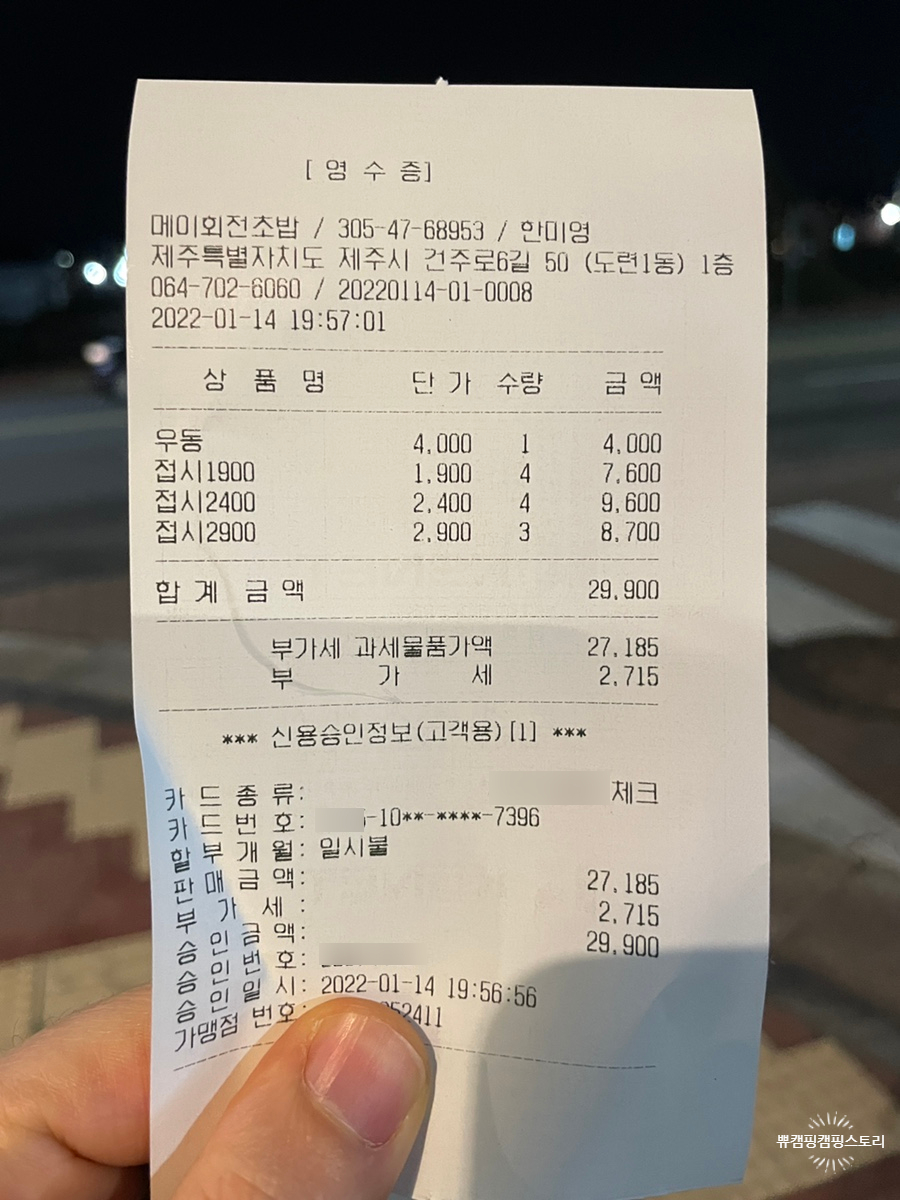 [ 영 수 증]
메이회전초밥 / 305-47-68953 / 한미영
제주특별자치도 제주시 건주로6길 50 (도련1동) 1층
064-702-6060 / 20220114-01-0008
2022-01-14 19:57:01
상 품 명 단 가 수량 금 액
우동 4,000 1 4,000
접시1900 1,900 4 7,600
접시2400 2,400 4 9,600
접시2900 2,900 3 8,700
합 계 금 액 29,900
부가세 과세물품가액 27,185
부 가 세 2,715
*** 신용승인정보(고객용)[1] ***
카 드 종 류: 체크
카 드 번 호: -10**-****-7396
할 부 개 월: 일시불
판 매 금 액: 27,185
부 가 세 : 2,715
승 인 금 액: 29,900
승 인 번 호:
승 인 일 시: 2022-01-14 19:56:56
가맹점 번호: 52411
쀼캠핑캠핑스토리